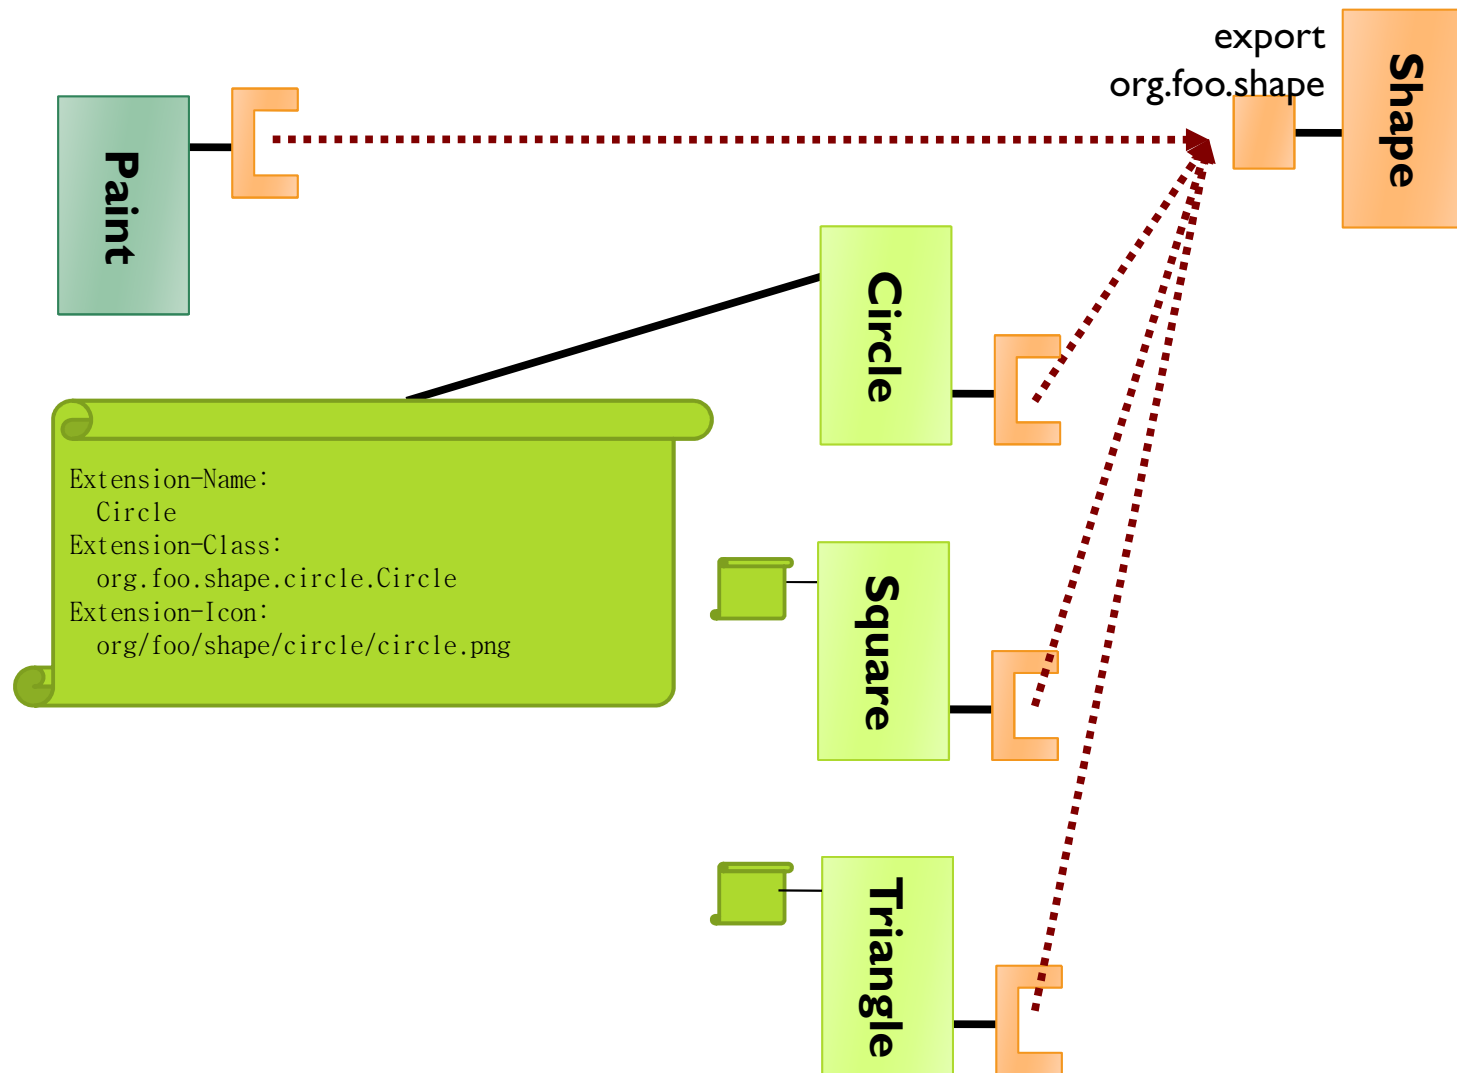 export
org.foo.shape
Shape
Paint
Circle
Extension-Name:
Circle
Extension-Class:
org.foo.shape.circle.Circle
Extension-Icon:
org/foo/shape/circle/circle.png
Square
Triangle